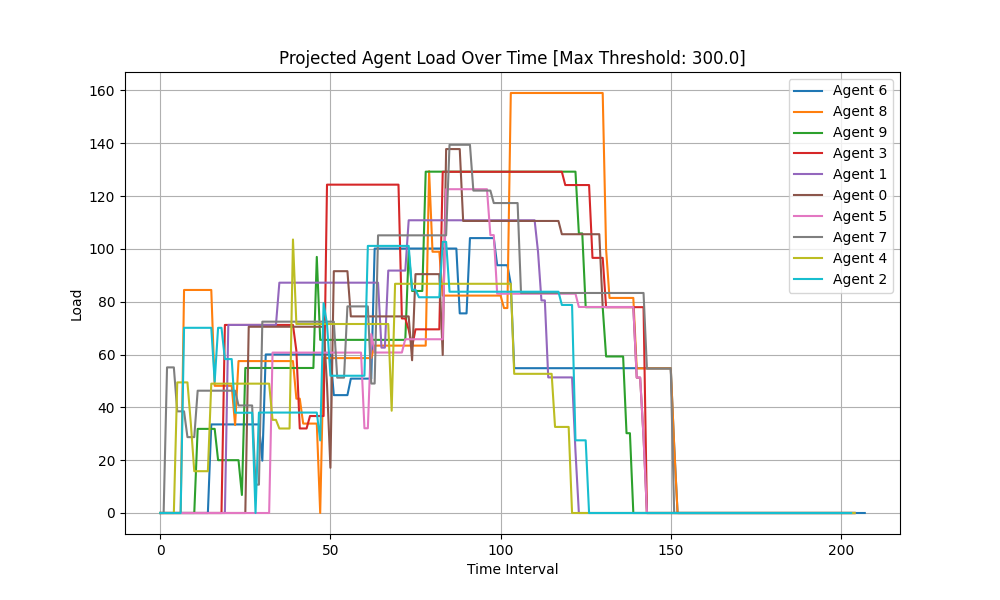 Projected Agent Load Over Time [Max Threshold: 300.0]
160
140
120
100
80
60
40
20
0
Load
0 50 100 150 200
Time Interval
Agent 6
Agent 8
Agent 9
Agent 3
Agent 1
Agent 0
Agent 5
Agent 7
Agent 4
Agent 2